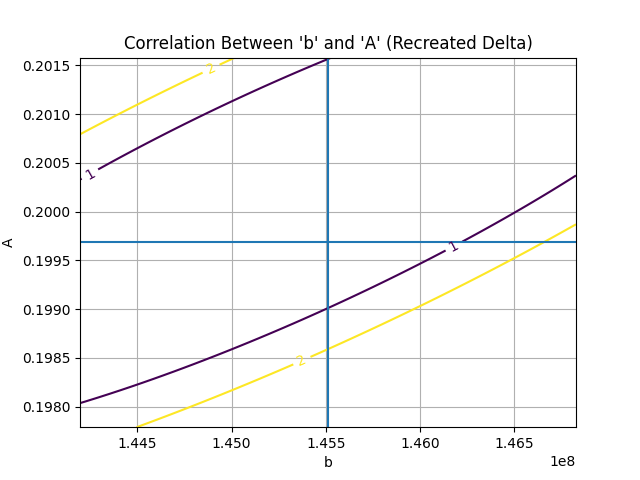 Correlation Between 'b' and 'A' (Recreated Delta)
0.2015
0.2010
0.2005
0.2000
0.1995
0.1990
0.1985
0.1980
A
2
1
1
2
1.445 1.450 1.455 1.460 1.465
b
1e8